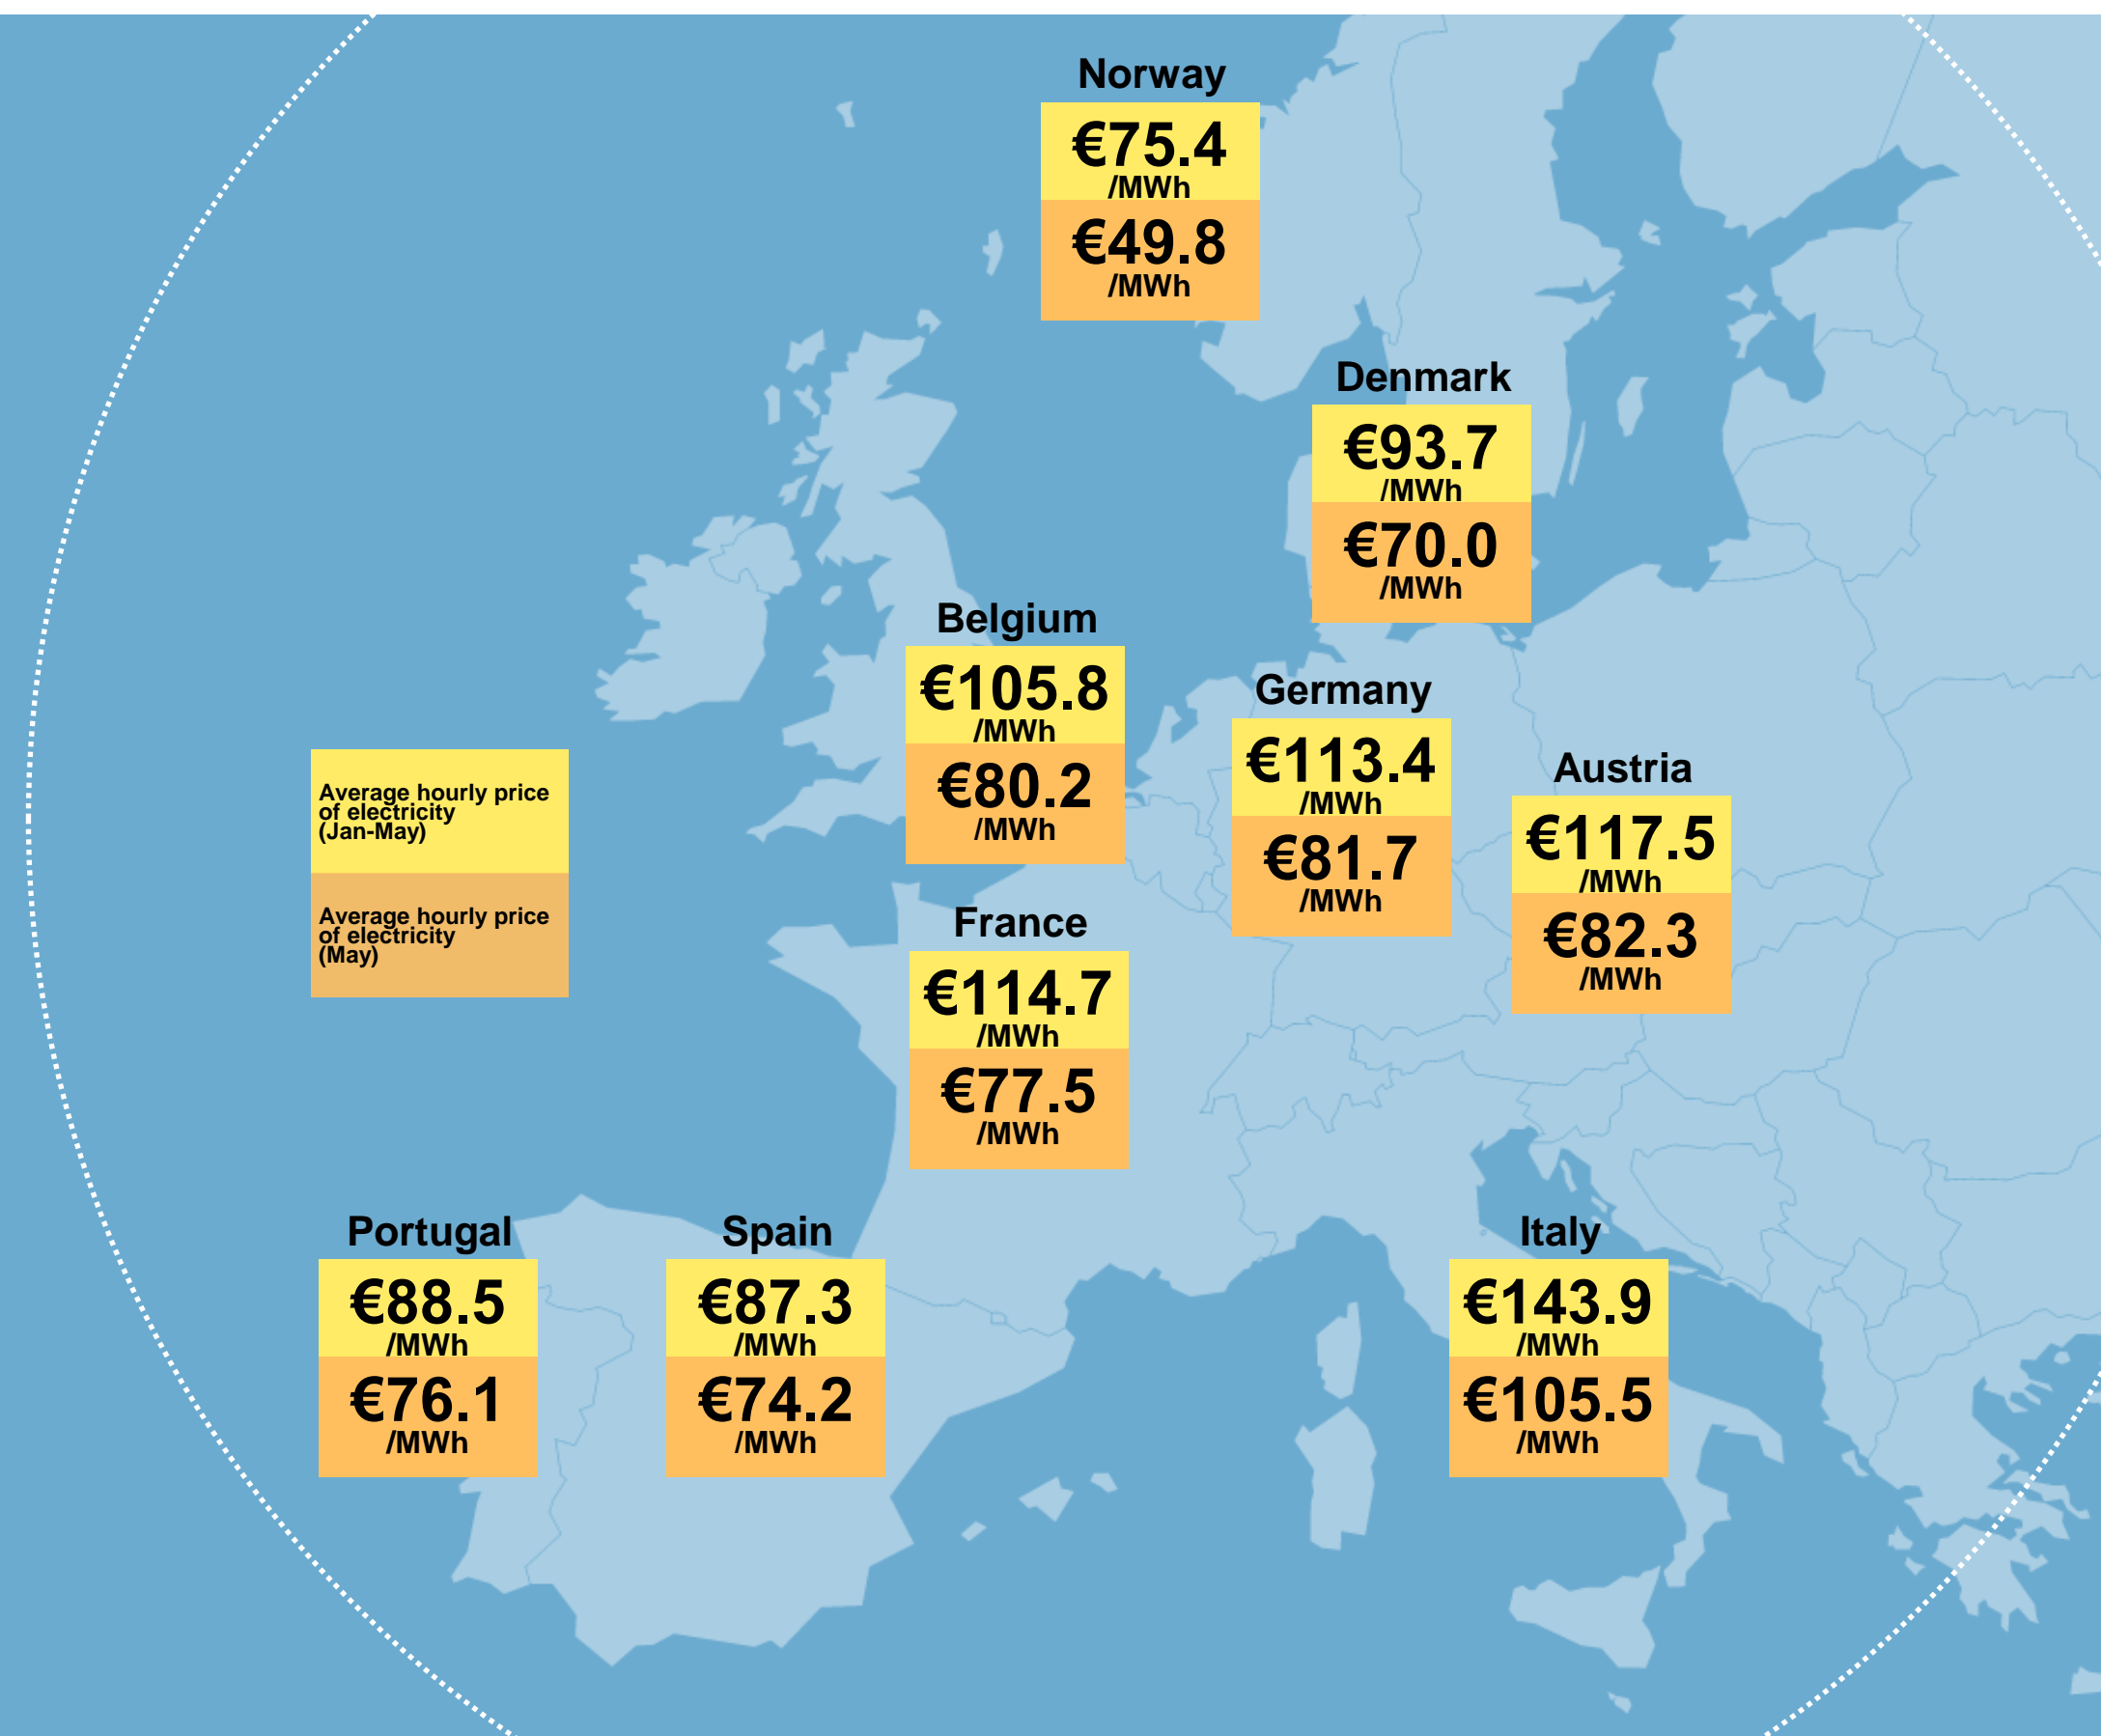 Norway
€75.4
/MWh
€49.8
/MWh
Denmark
€93.7
/MWh
€70.0
/MWh
Belgium
€105.8
/MWh
€80.2
/MWh
Germany
€113.4
/MWh
€81.7
/MWh
Austria
€117.5
/MWh
€82.3
/MWh
Average hourly price
of electricity
(Jan-May)
Average hourly price
of electricity
(May)
France
€114.7
/MWh
€77.5
/MWh
Portugal
€88.5
/MWh
€76.1
/MWh
Spain
€87.3
/MWh
€74.2
/MWh
Italy
€143.9
/MWh
€105.5
/MWh